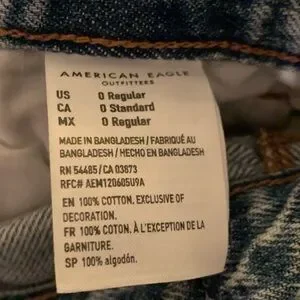 AMERICAN EAGLE
OUTFITTERS
US 0 Regular
CA 0 Standard
MX 0 Regular
MADE IN BANGLADESH / FABRIQUÉ AU
BANGLADESH / HECHO EN BANGLADESH
RN 54485/CA 03873
RFC# AEM120605U9A
EN 100% COTTON. EXCLUSIVE OF
DECORATION.
FR 100% COTON. À L'EXCEPTION DE LA
GARNITURE.
SP 100% algodón.